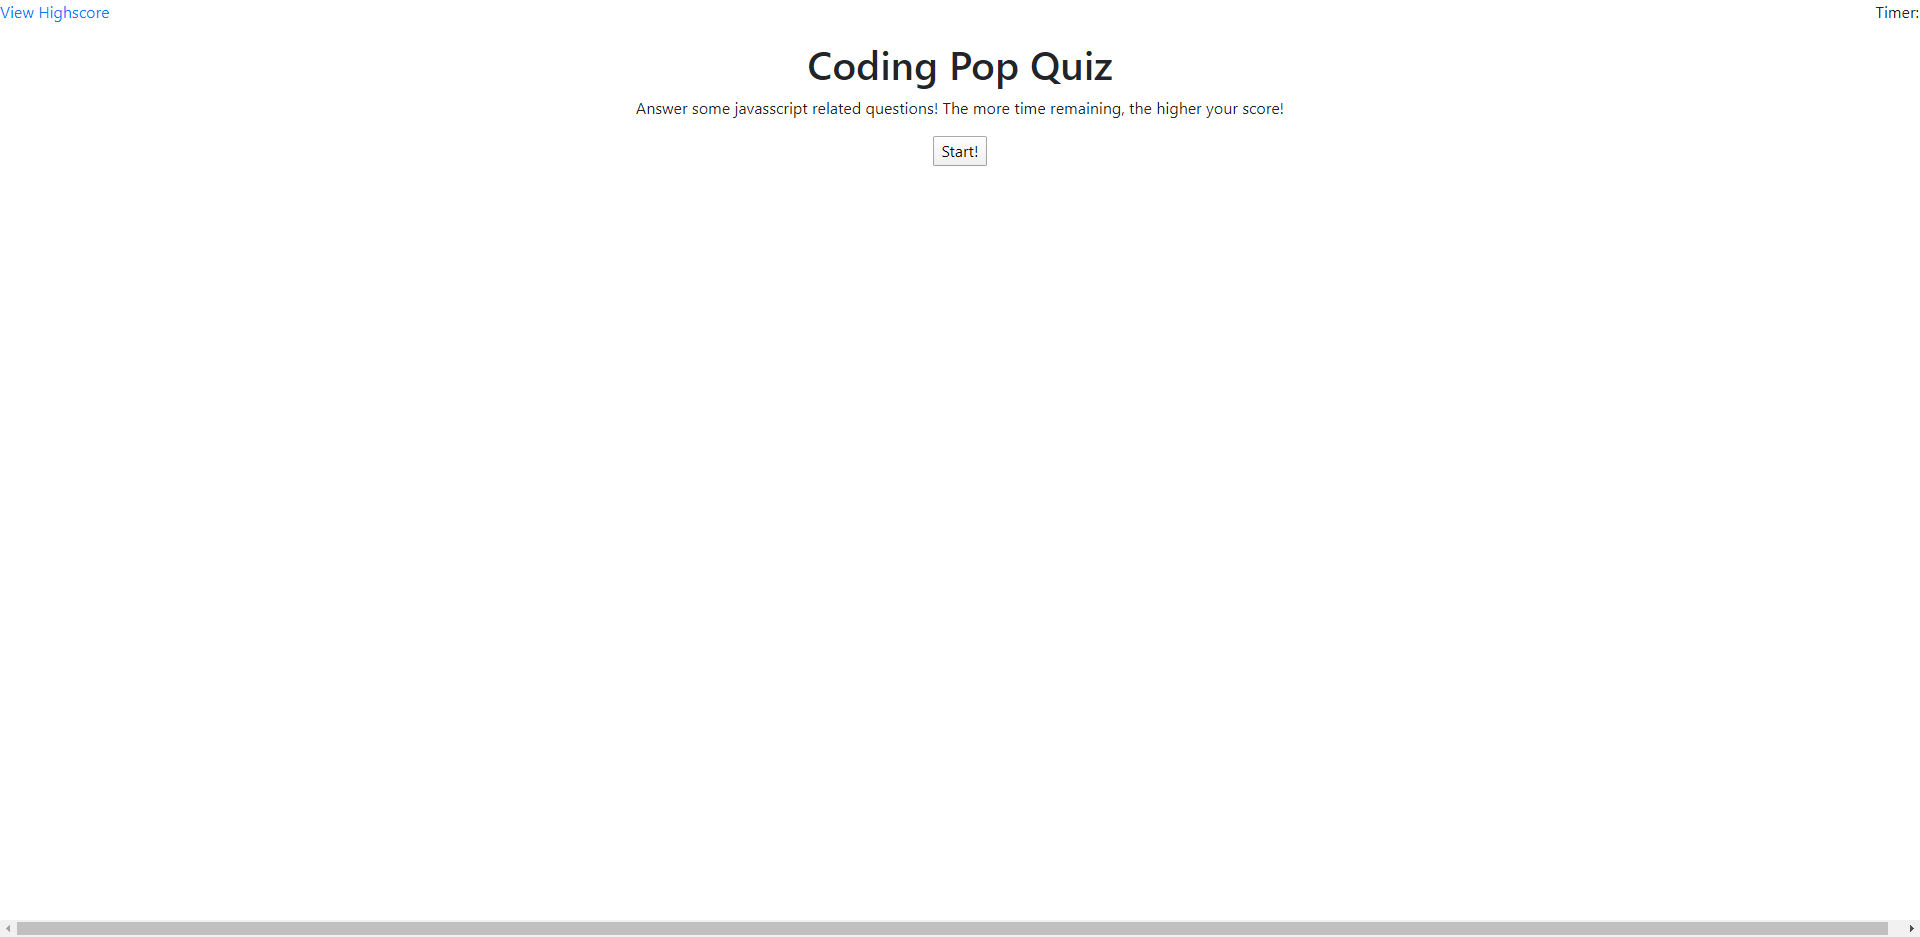 View Highscore
Timer:
Coding Pop Quiz
Answer some javasscript related questions! The more time remaining, the higher your score!
Start!